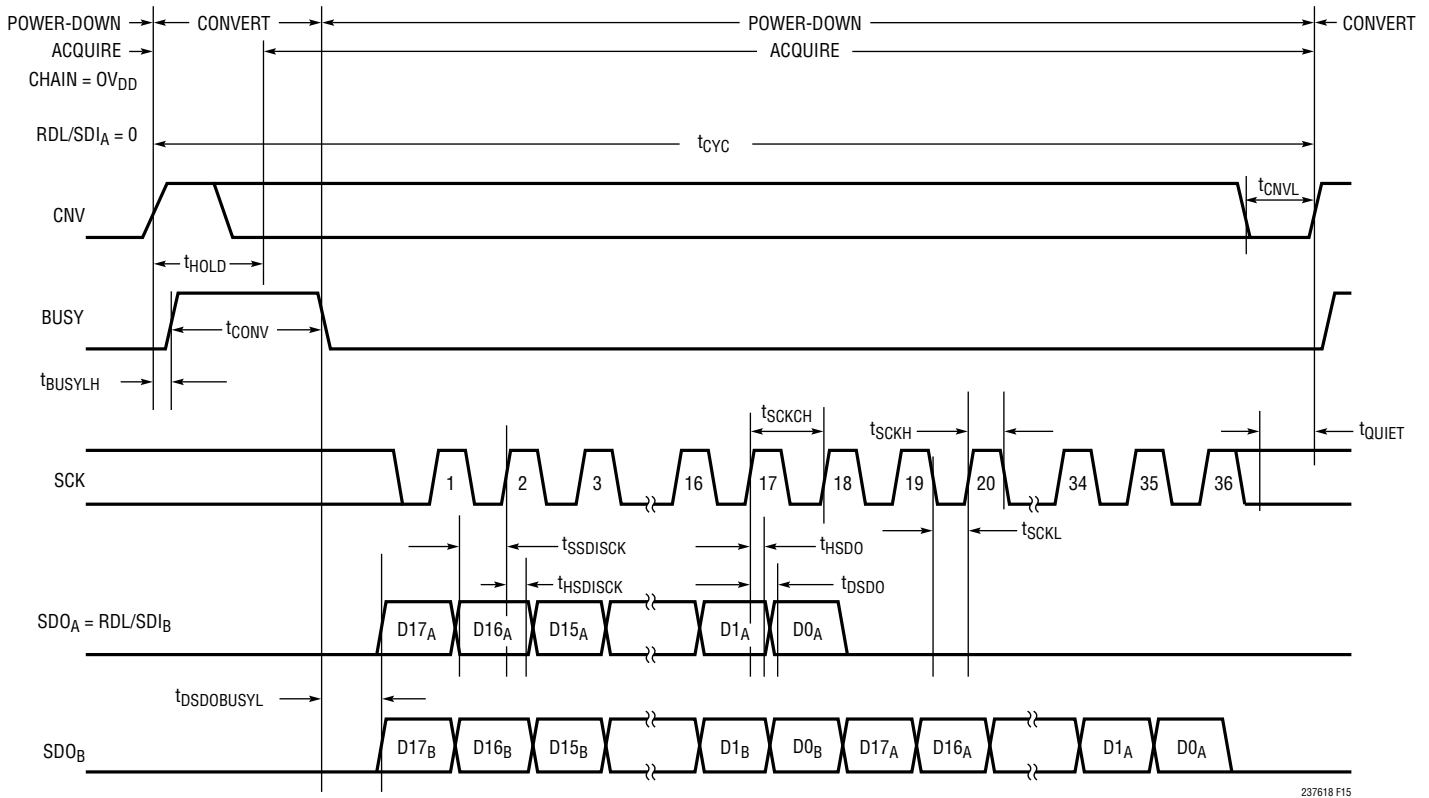 POWER-DOWN CONVERT POWER-DOWN CONVERT
ACQUIRE ACQUIRE
CHAIN = OVDD
RDL/SDIA = 0
tCYC
tCNVL
CNV
tHOLD
BUSY
tCONV
tBUSYLH
tSCKCH
tSCKH
tQUIET
SCK
1 2 3 16 17 18 19 20 34 35 36
tSCKL
tSSDISCK
tHSDO
tHSDISCK
tDSDO
SDOA = RDL/SDIB
D17A D16A D15A D1A D0A
tDSDOBUSYL
SDOB
D17B D16B D15B D1B D0B D17A D16A D1A D0A
237618 F15